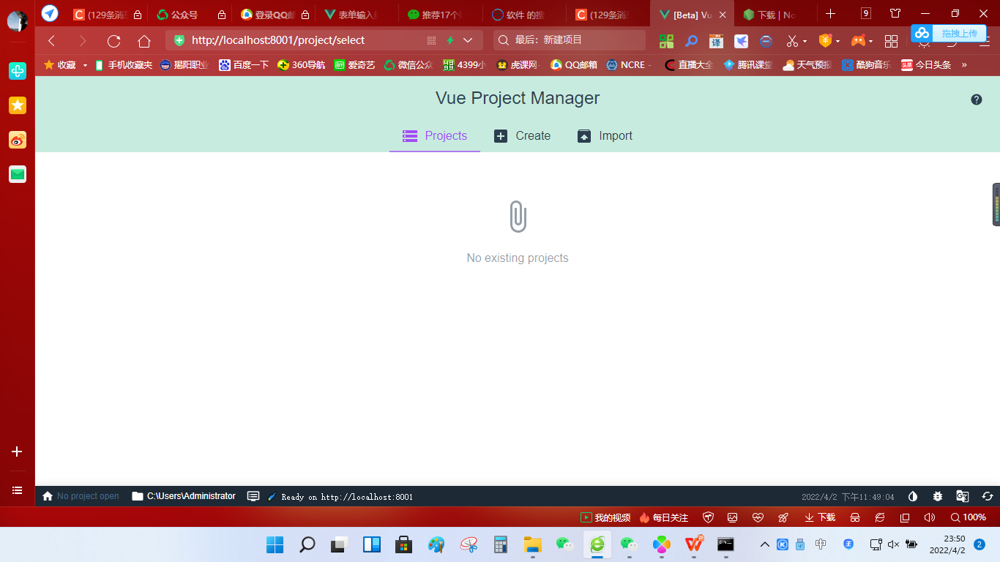 (129条消
公众号
登录QQ邮
表单输入绑
推荐17个
软件 的搜
(129条消
[Beta] Vu
下载 | No
9
http://localhost:8001/project/select
最后：新建项目
译
拖拽上传
收藏
手机收藏夹
揭阳职业
百度一下
360导航
爱奇艺
微信公众
4399小
虎课网-
QQ邮箱
NCRE -
直播大全
腾讯课堂
天气预报
酷狗音乐
今日头条
»
Vue Project Manager
Projects
Create
Import
No existing projects
No project open
C:\Users\Administrator
Ready on http://localhost:8001
2022/4/2 下午11:49:04
我的视频
每日关注
下载
100%
中
23:50
2022/4/2
2